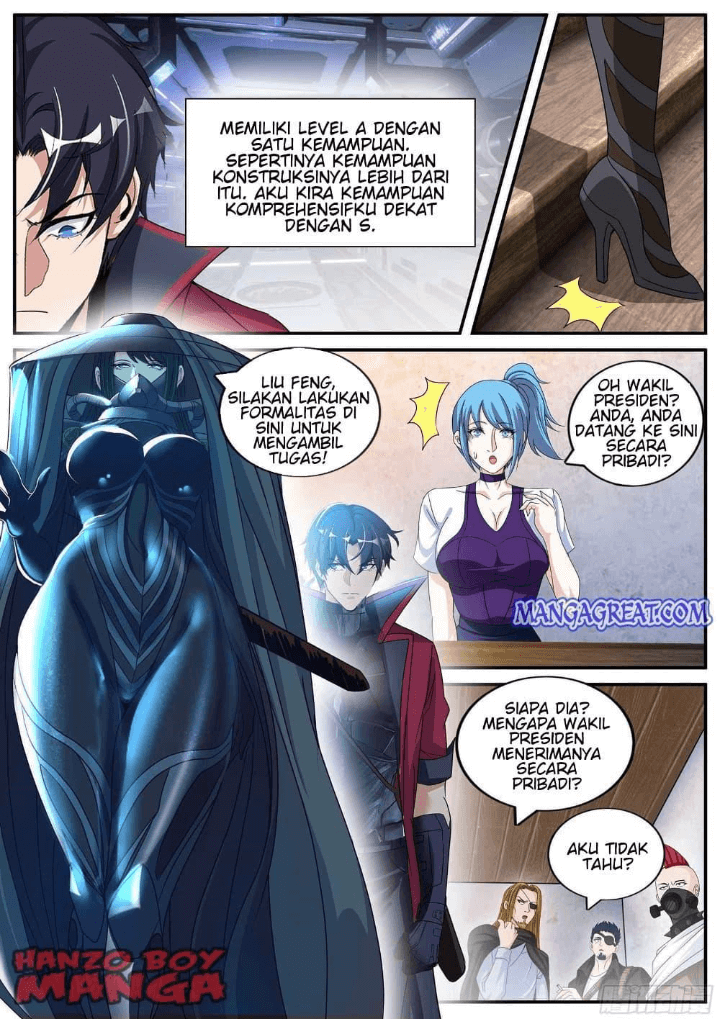 MEMILIKI LEVEL A DENGAN
SATU KEMAMPUAN.
SEPERTINYA KEMAMPUAN
KONSTRUKSINYA LEBIH DARI
ITU. AKU KIRA KEMAMPUAN
KOMPREHENSIFKU DEKAT
DENGAN S.
LIU FENG,
SILAKAN LAKUKAN
FORMALITAS DI
SINI UNTUK
MENGAMBIL
TUGAS!
OH WAKIL
PRESIDEN?
ANDA, ANDA
DATANG KE SINI
SECARA
PRIBADI?
MANGAGREAT.COM
SIAPA DIA?
MENGAPA WAKIL
PRESIDEN
MENERIMANYA
SECARA
PRIBADI?
AKU TIDAK
TAHU?
HANZO BOY
MANGA